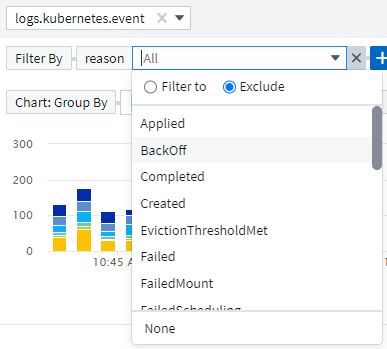 logs.kubernetes.event
Filter By reason All
Filter to Exclude
Chart: Group By
Applied
BackOff
Completed
Created
EvictionThresholdMet
Failed
FailedMount
FailedScheduling
None
300
200
100
0
10:45 A